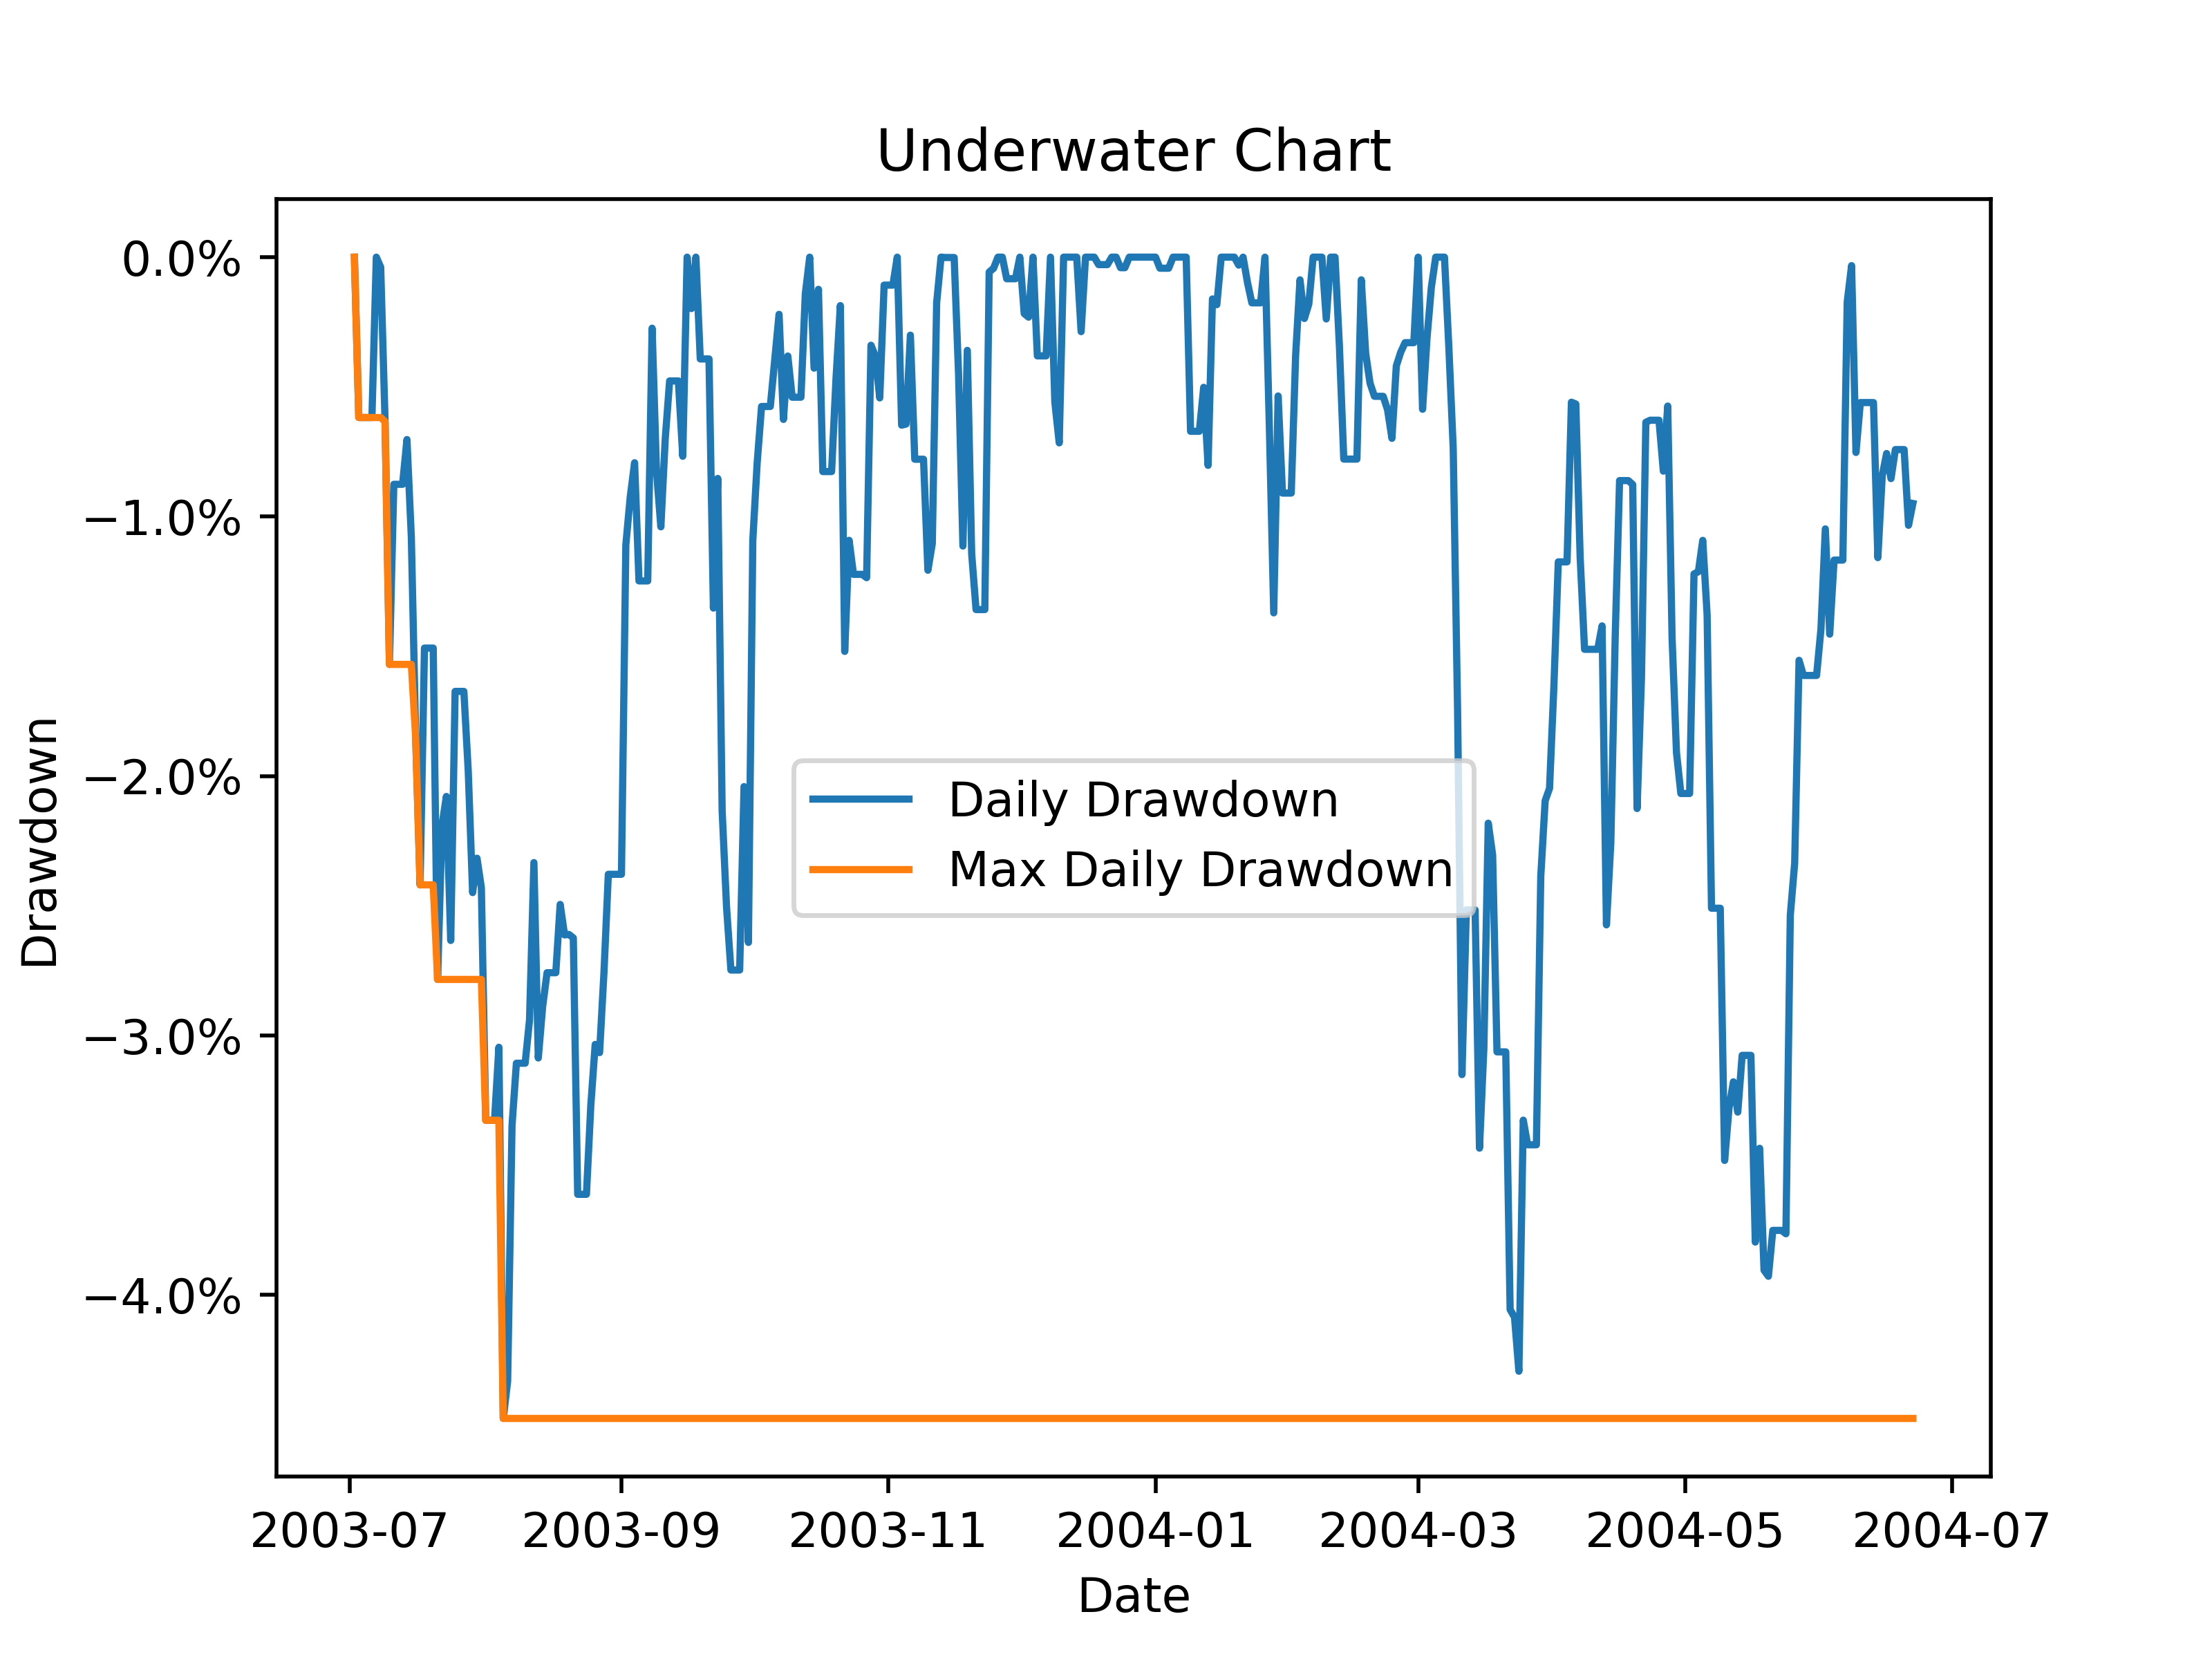 Underwater Chart
0.0%
−1.0%
−2.0%
−3.0%
−4.0%
Drawdown
Daily Drawdown
Max Daily Drawdown
2003-07 2003-09 2003-11 2004-01 2004-03 2004-05 2004-07
Date